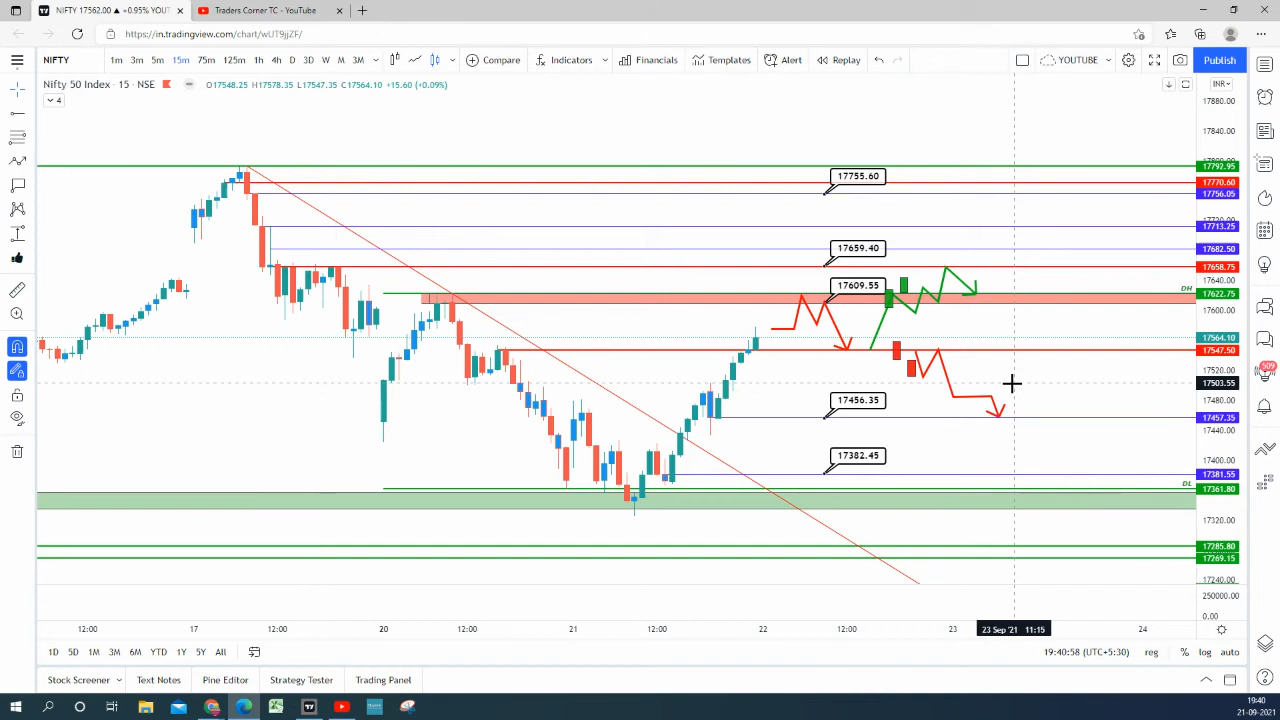 NIFTY 17562.00 ▲ +0.95% YOUT
Traders Corner TC - YouTube
https://in.tradingview.com/chart/wUT9jjZF/
NIFTY
1m 3m 5m 15m 75m 125m 1h 4h D 3D W M 3M
Compare
Indicators
Financials
Templates
Alert
Replay
YOUTUBE
Publish
Nifty 50 Index · 15 · NSE
O17548.25 H17578.35 L17547.35 C17564.10 +15.60 (+0.09%)
4
INR
17880.00
17840.00
17792.95
17755.60
17770.60
17756.05
17713.25
17659.40
17682.50
17658.75
17640.00
17609.55
DH
17622.75
17600.00
17564.10
17547.50
17520.00
17503.55
17456.35
17480.00
17457.35
17440.00
17382.45
17400.00
17381.55
DL
17361.80
17320.00
17285.80
17269.15
17240.00
250000.00
0.00
509
12:00 17 12:00 20 12:00 21 12:00 22 12:00 23 23 Sep '21 11:15 24
1D 5D 1M 3M 6M YTD 1Y 5Y All
19:40:58 (UTC+5:30)
reg % log auto
Stock Screener
Text Notes
Pine Editor
Strategy Tester
Trading Panel
19:40
21-09-2021